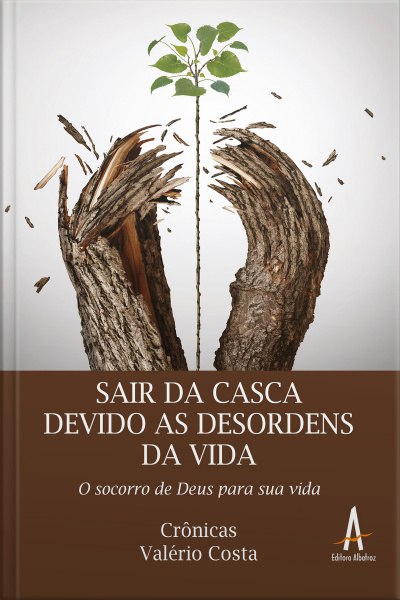 SAIR DA CASCA
DEVIDO AS DESORDENS
DA VIDA
O socorro de Deus para sua vida
Crônicas
Valério Costa
Editora Albatroz